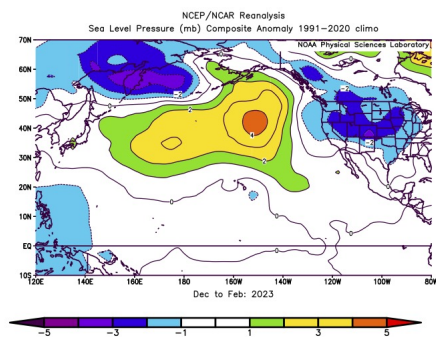 NCEP/NCAR Reanalysis
Sea Level Pressure (mb) Composite Anomaly 1991−2020 climo
NOAA Physical Sciences Laboratory
70N
60N
50N
40N
30N
20N
10N
EQ
10S
120E 140E 160E 180 160W 140W 120W 100W 80W
Dec to Feb: 2023
−5 −3 −1 1 3 5